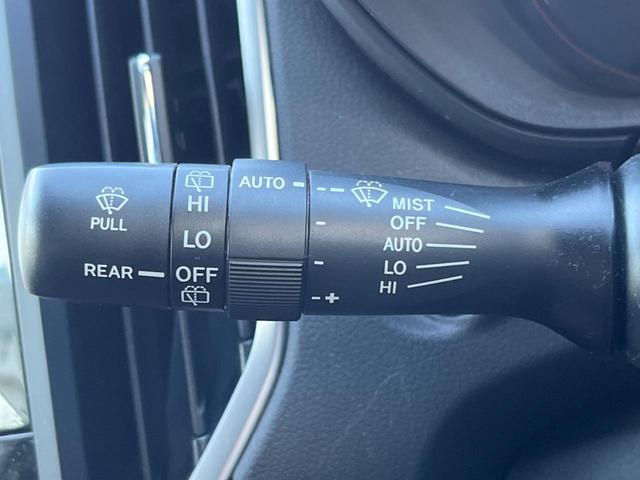 PULL
REAR
HI
LO
OFF
AUTO
- +
MIST
OFF
AUTO
LO
HI